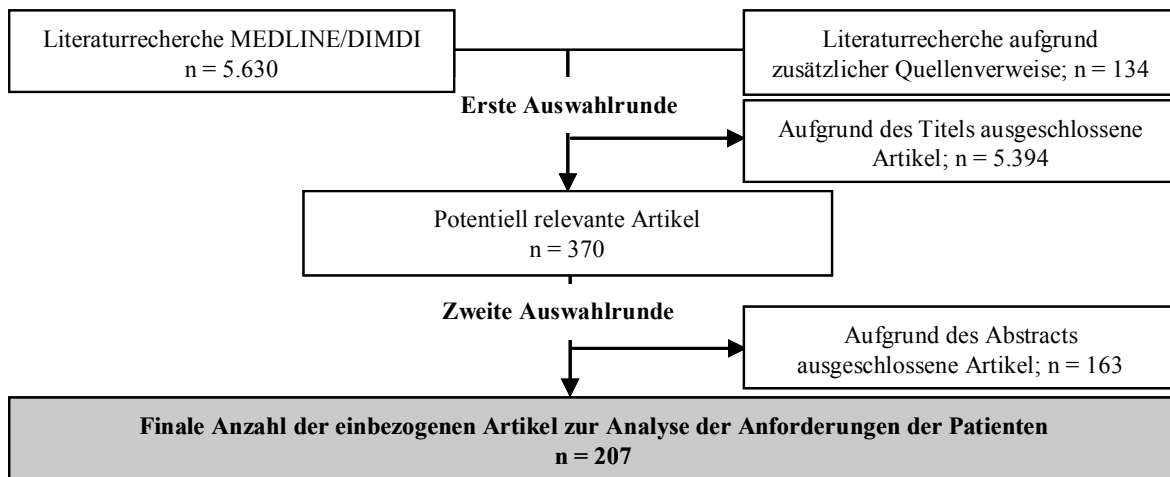 Literaturrecherche MEDLINE/DIMDI
n = 5.630
Literaturrecherche aufgrund
zusätzlicher Quellenverweise; n = 134
Erste Auswahlrunde
Aufgrund des Titels ausgeschlossene
Artikel; n = 5.394
Potentiell relevante Artikel
n = 370
Zweite Auswahlrunde
Aufgrund des Abstracts
ausgeschlossene Artikel; n = 163
Finale Anzahl der einbezogenen Artikel zur Analyse der Anforderungen der Patienten
n = 207